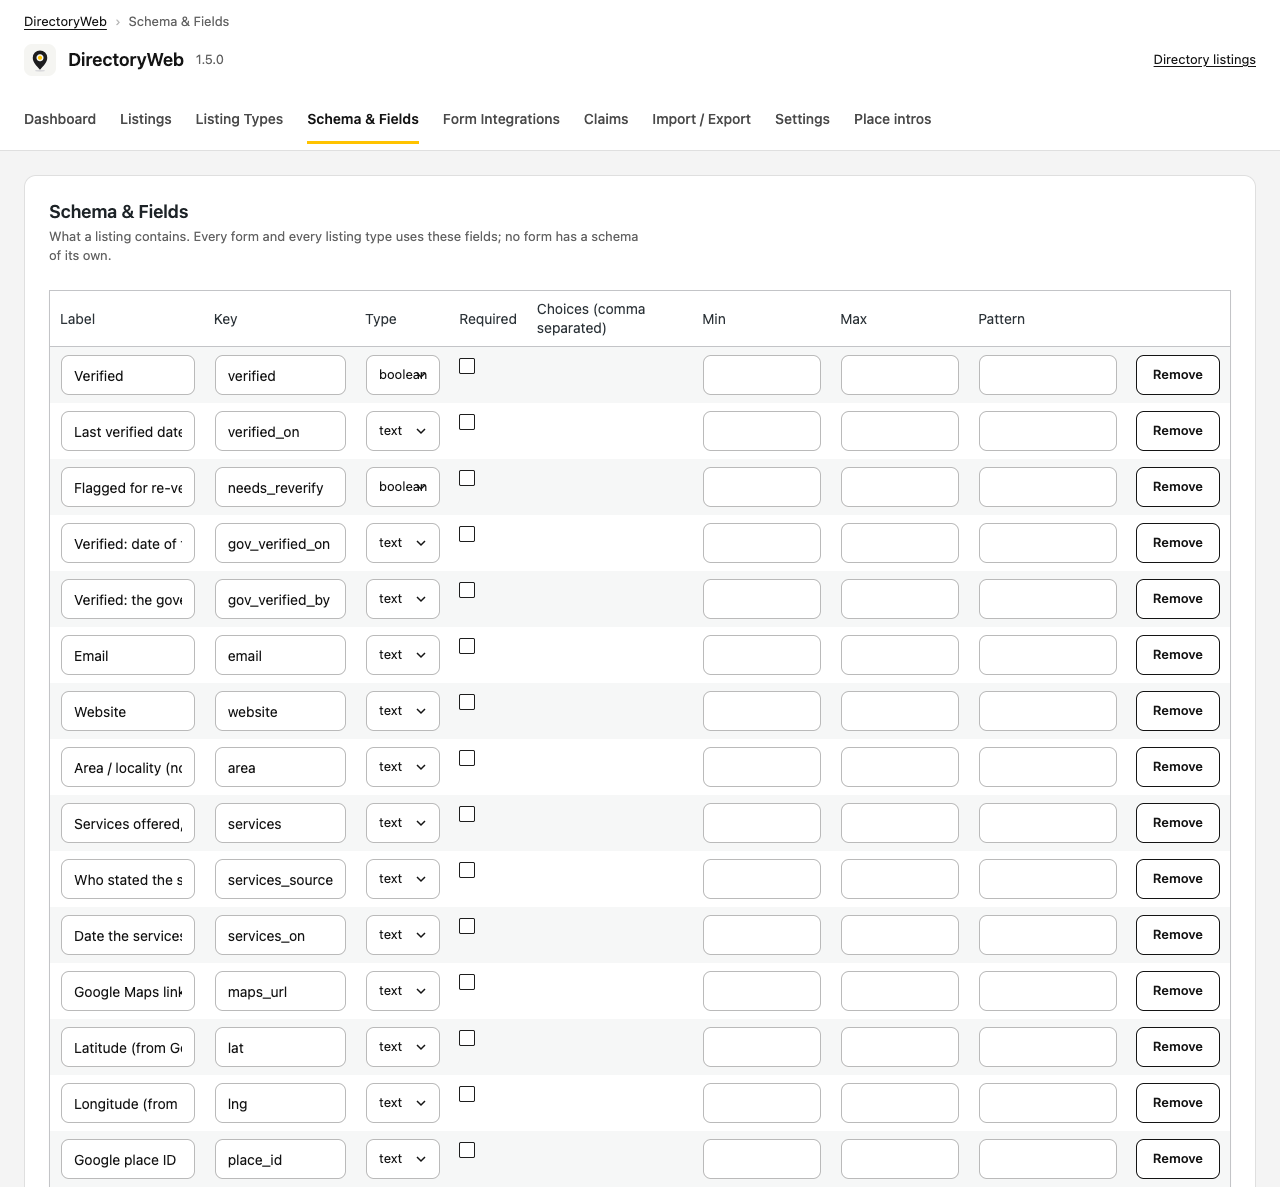 DirectoryWeb › Schema & Fields
DirectoryWeb 1.5.0
Directory listings
Dashboard Listings Listing Types Schema & Fields Form Integrations Claims Import / Export Settings Place intros
Schema & Fields
What a listing contains. Every form and every listing type uses these fields; no form has a schema
of its own.
Label Key Type Required Choices (comma separated) Min Max Pattern
Verified verified boolean Remove
Last verified date verified_on text Remove
Flagged for re-ve needs_reverify boolean Remove
Verified: date of gov_verified_on text Remove
Verified: the gove gov_verified_by text Remove
Email email text Remove
Website website text Remove
Area / locality (no area text Remove
Services offered, services text Remove
Who stated the s services_source text Remove
Date the services services_on text Remove
Google Maps link maps_url text Remove
Latitude (from Go lat text Remove
Longitude (from lng text Remove
Google place ID place_id text Remove